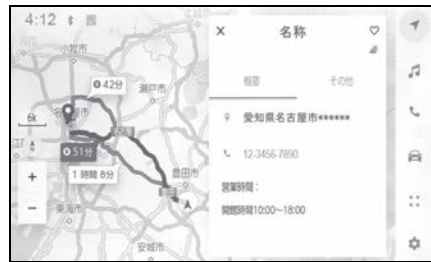 4:12
小牧市
42分
瀬戸市
名
6k
51分
1 時間 8分
豊田市
東海市
安城市
+
−
×
名称
概要
その他
愛知県名古屋市******
12-3456-7890
営業時間：
開館時間10:00～18:00